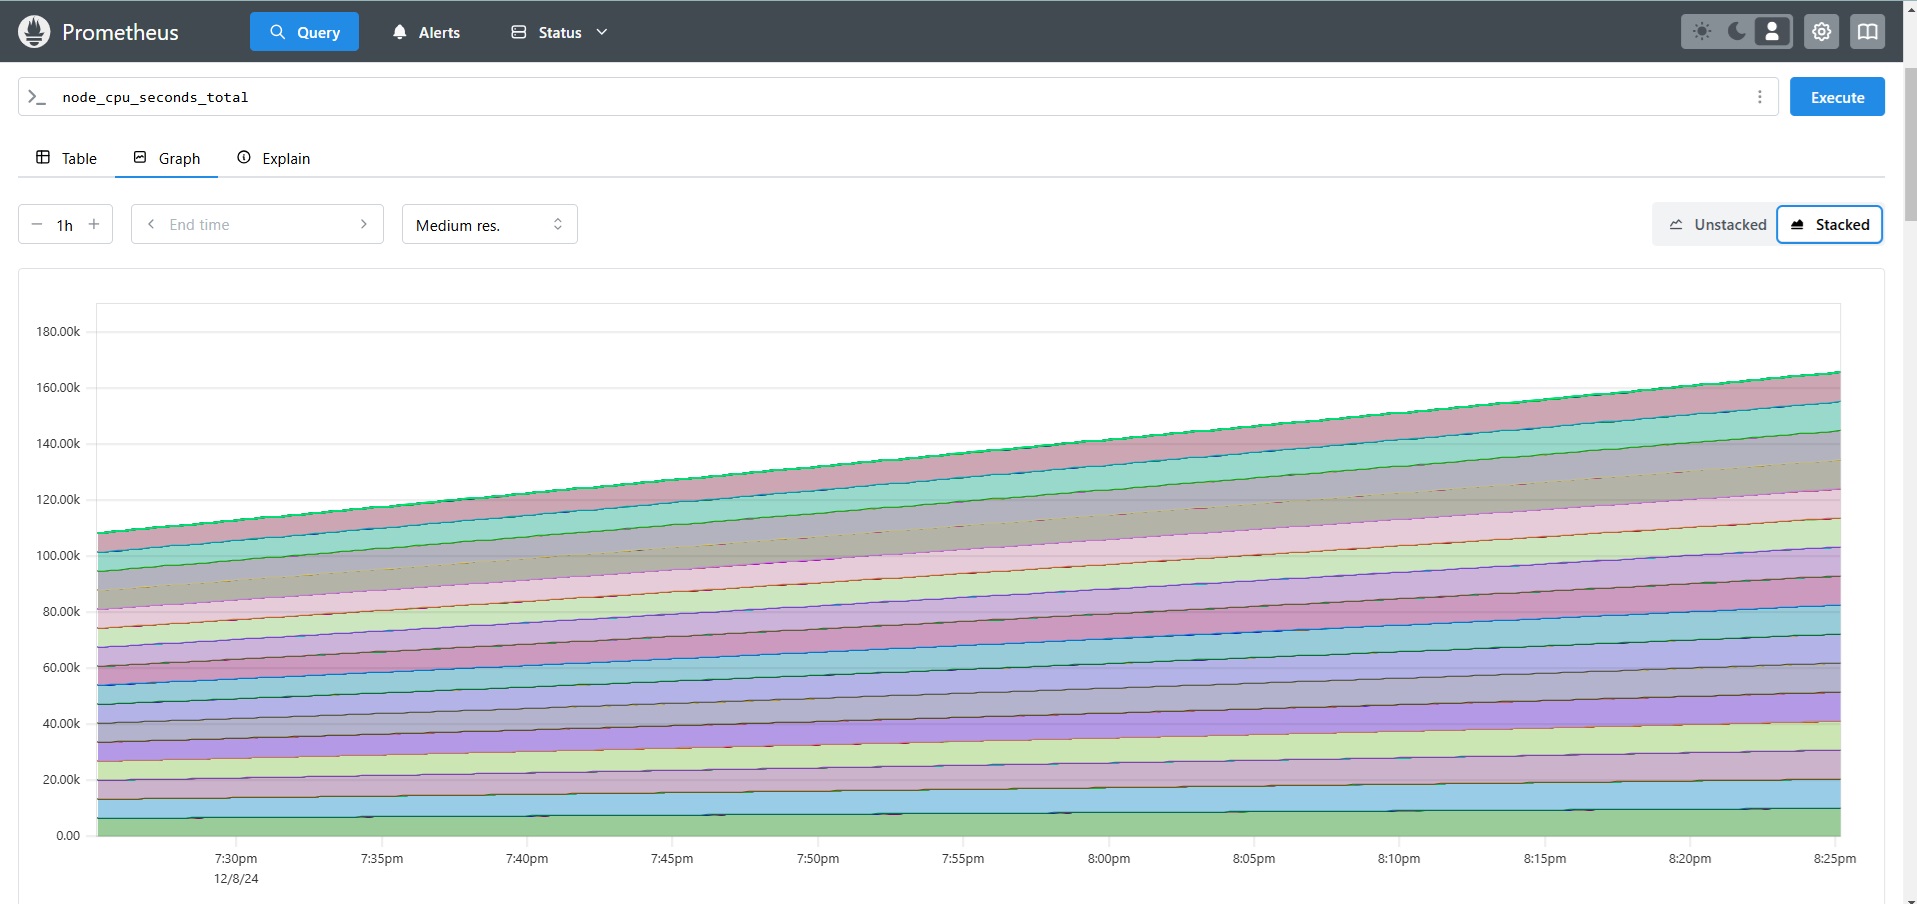 Prometheus
Query
Alerts
Status
node_cpu_seconds_total
Execute
Table
Graph
Explain
1h
End time
Medium res.
Unstacked
Stacked
180.00k
160.00k
140.00k
120.00k
100.00k
80.00k
60.00k
40.00k
20.00k
0.00
7:30pm 7:35pm 7:40pm 7:45pm 7:50pm 7:55pm 8:00pm 8:05pm 8:10pm 8:15pm 8:20pm 8:25pm
12/8/24